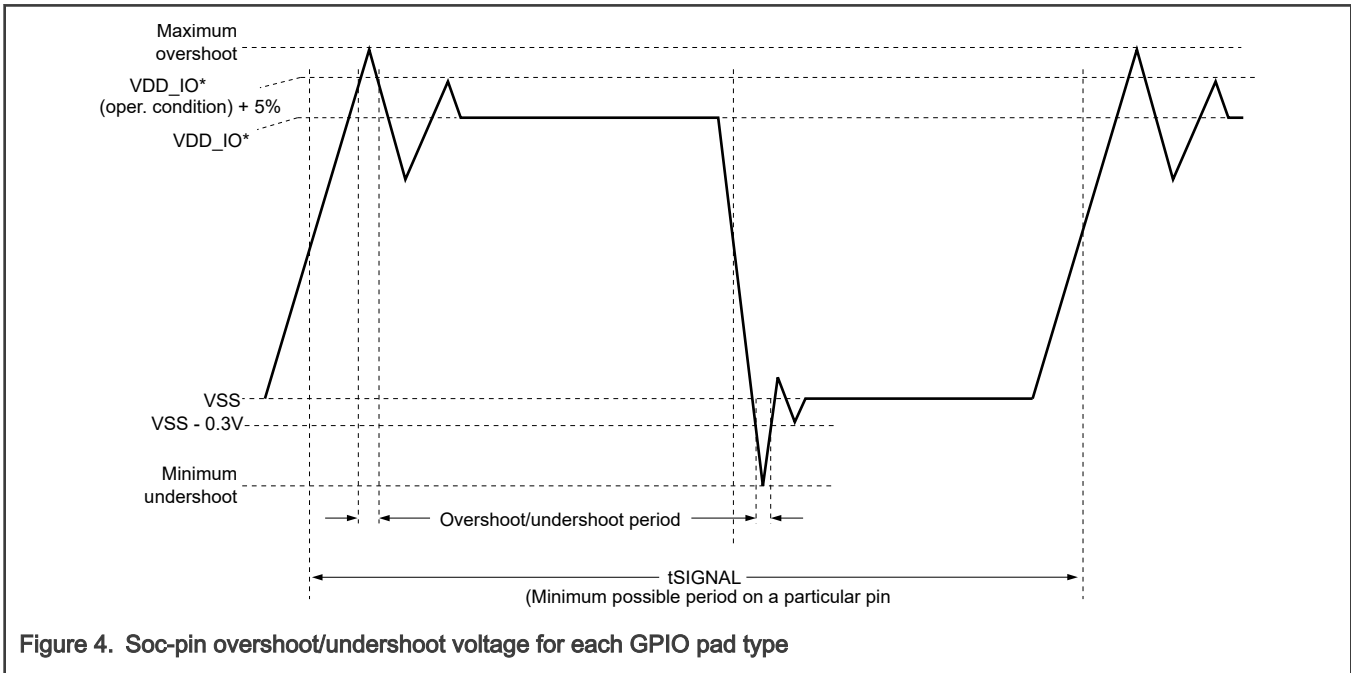 Maximum
overshoot
VDD_IO*
(oper. condition) + 5%
VDD_IO*
VSS
VSS - 0.3V
Minimum
undershoot
Overshoot/undershoot period
tSIGNAL
(Minimum possible period on a particular pin
Figure 4. Soc-pin overshoot/undershoot voltage for each GPIO pad type